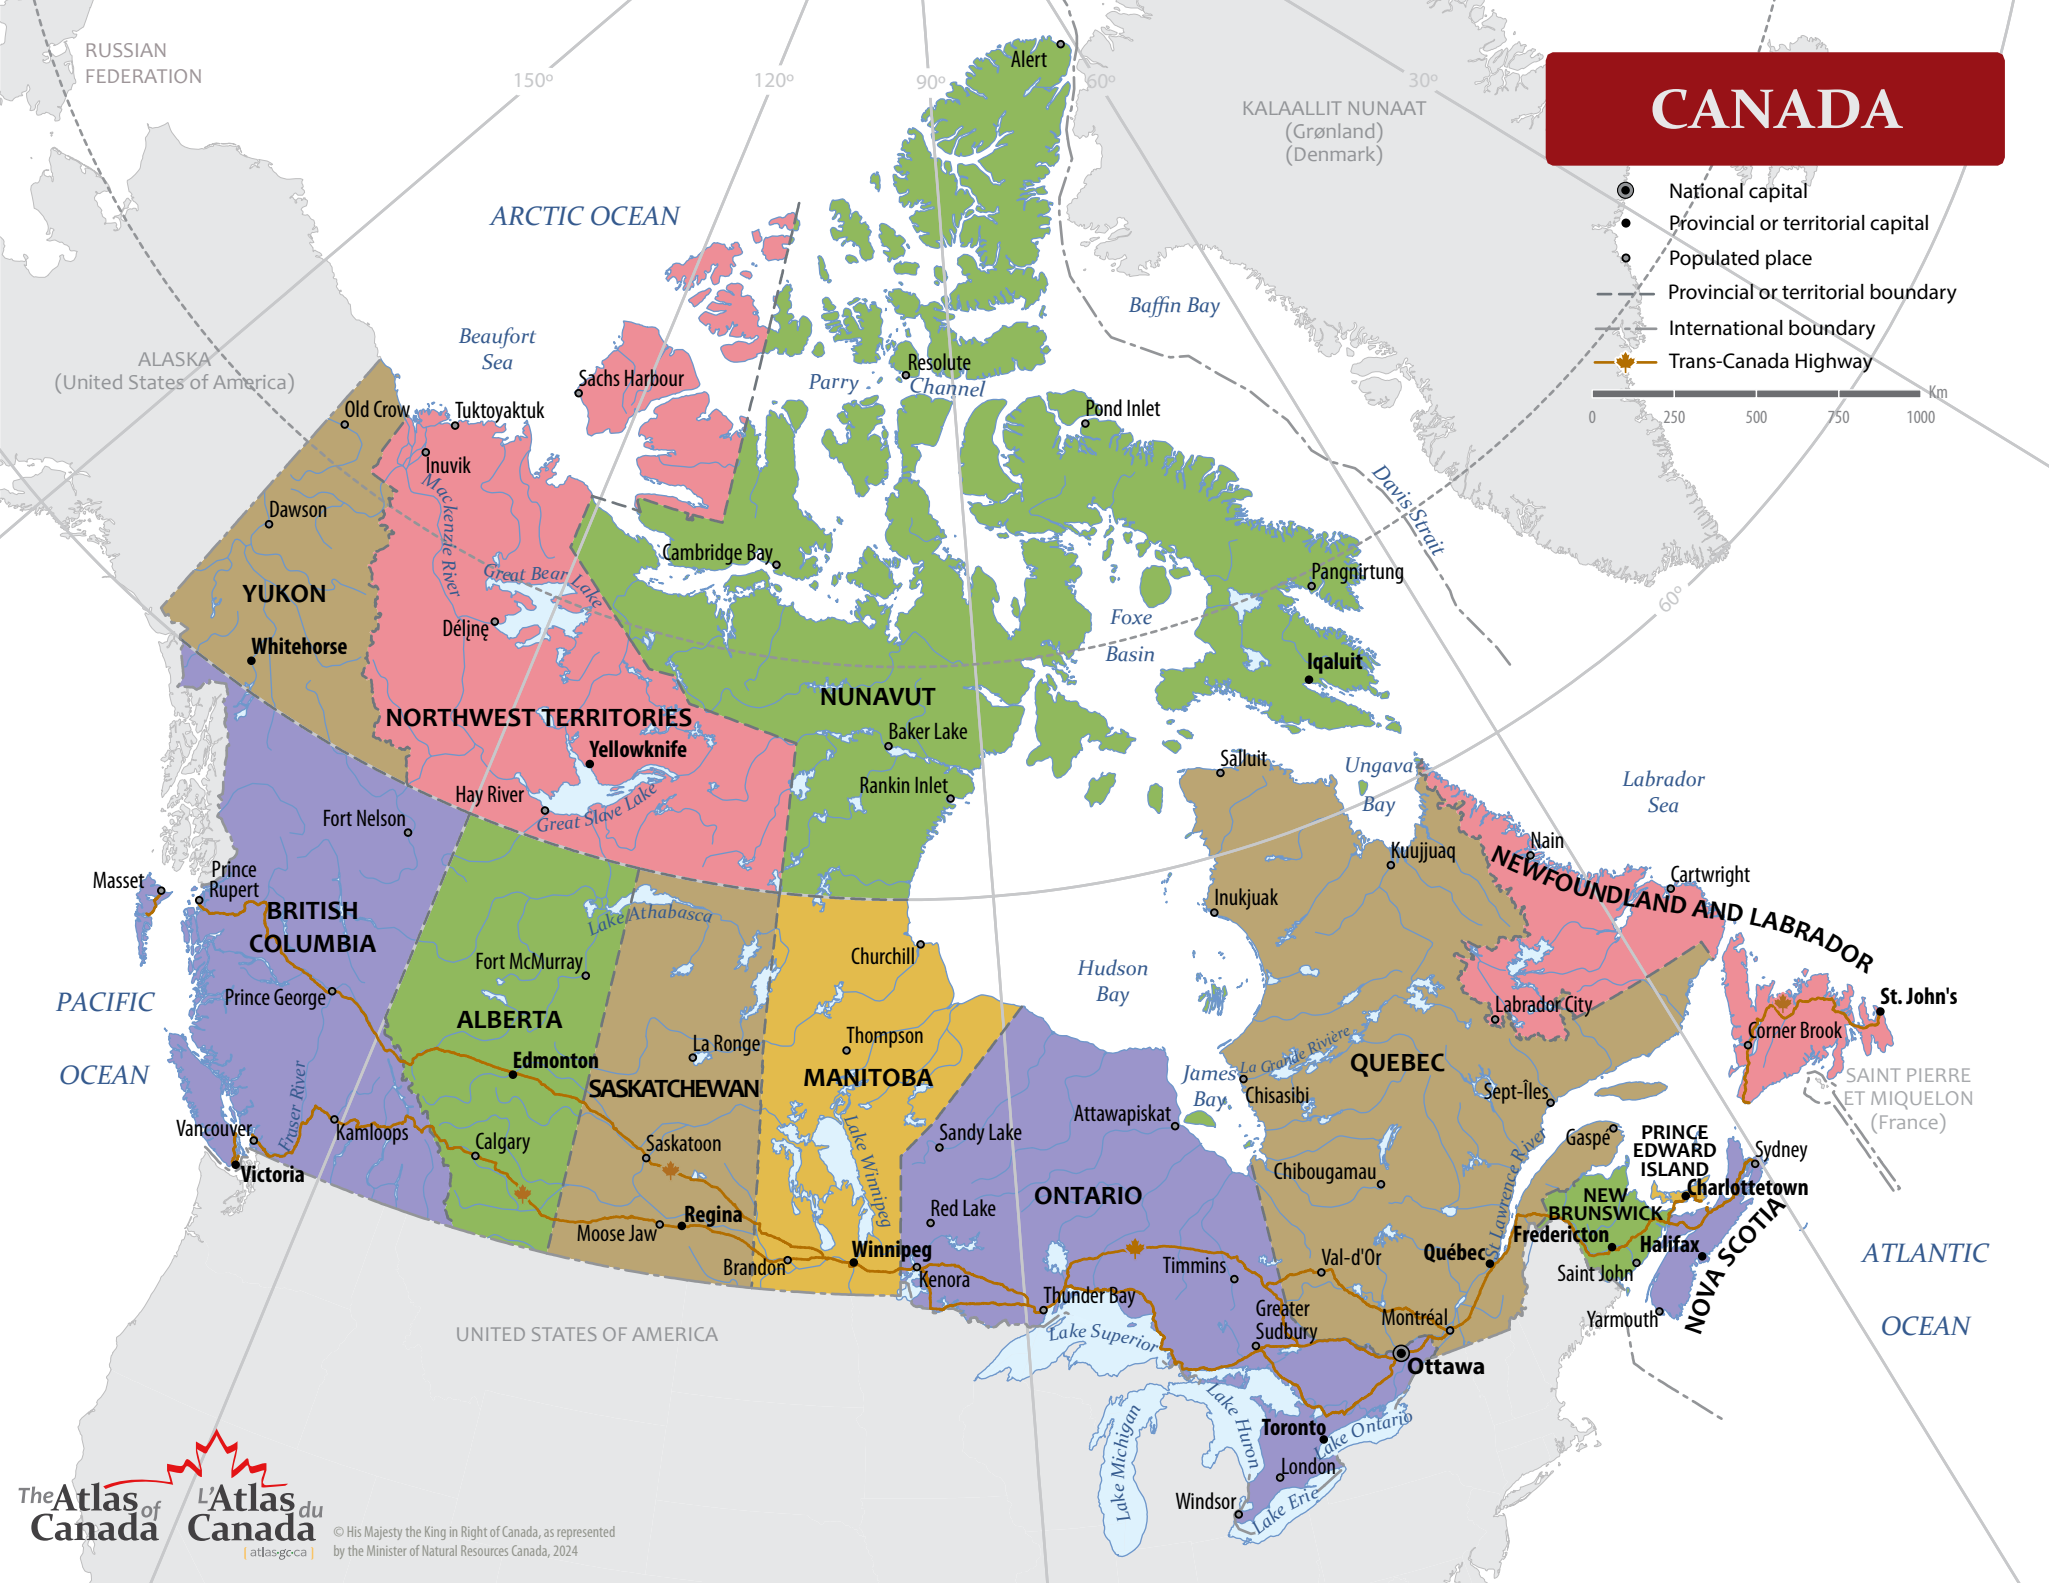 CANADA
National capital
Provincial or territorial capital
Populated place
Provincial or territorial boundary
International boundary
Trans-Canada Highway
Km
0 250 500 750 1000
RUSSIAN
FEDERATION
150º
120º
90º
60º
30º
60º
KALAALLIT NUNAAT
(Grønland)
(Denmark)
ALASKA
(United States of America)
ARCTIC OCEAN
Beaufort
Sea
Baffin Bay
Parry
Channel
Davis Strait
Foxe
Basin
Alert
Resolute
Pond Inlet
Sachs Harbour
Old Crow
Tuktoyaktuk
Inuvik
Mackenzie River
Dawson
Great Bear Lake
Cambridge Bay
Pangnirtung
YUKON
Délįnę
Whitehorse
Iqaluit
NUNAVUT
NORTHWEST TERRITORIES
Yellowknife
Baker Lake
Rankin Inlet
Hay River
Great Slave Lake
Salluit
Ungava
Bay
Labrador
Sea
Fort Nelson
Masset
Prince
Rupert
BRITISH
COLUMBIA
Lake Athabasca
Inukjuak
Kuujjuaq
Nain
Cartwright
NEWFOUNDLAND AND LABRADOR
Fort McMurray
Churchill
Hudson
Bay
PACIFIC
OCEAN
Prince George
ALBERTA
Edmonton
La Ronge
SASKATCHEWAN
Thompson
MANITOBA
Labrador City
St. John's
Corner Brook
La Grande Rivière
QUEBEC
James
Bay
Chisasibi
Sept-Îles
SAINT PIERRE
ET MIQUELON
(France)
Fraser River
Vancouver
Kamloops
Victoria
Calgary
Saskatoon
Lake Winnipeg
Sandy Lake
Attawapiskat
Chibougamau
Gaspé
PRINCE
EDWARD
ISLAND
Sydney
Charlottetown
St. Lawrence River
NEW
BRUNSWICK
Fredericton
Halifax
NOVA SCOTIA
Saint John
Yarmouth
ONTARIO
Red Lake
Moose Jaw
Regina
Brandon
Winnipeg
Kenora
Thunder Bay
Timmins
Val-d'Or
Québec
Greater
Sudbury
Montréal
Ottawa
ATLANTIC
OCEAN
UNITED STATES OF AMERICA
Lake Superior
Lake Michigan
Lake Huron
Toronto
Lake Ontario
London
Windsor
Lake Erie
The Atlas of
Canada
L'Atlas du
Canada
atlas.gc.ca
© His Majesty the King in Right of Canada, as represented
by the Minister of Natural Resources Canada, 2024